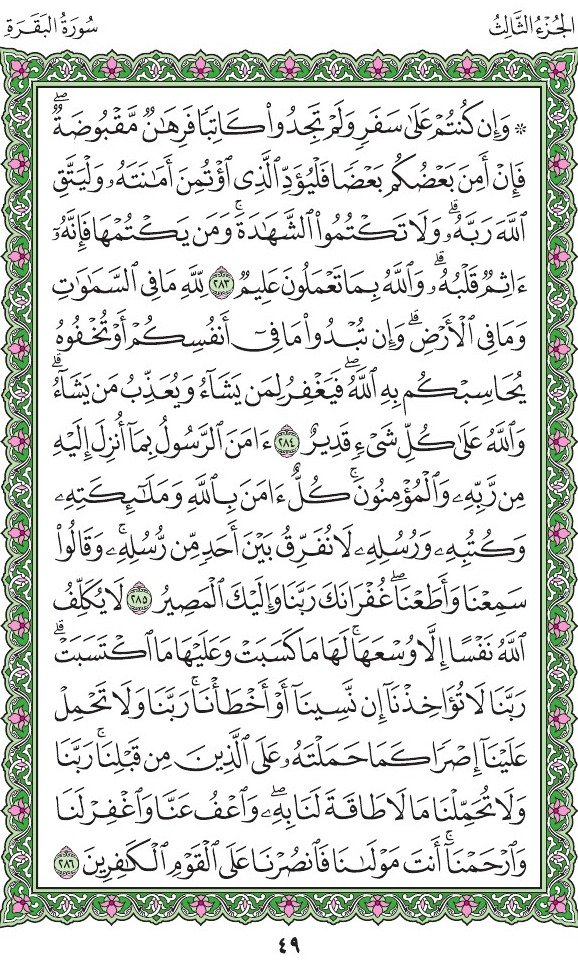 الجُزْءُ الثَّالِثُ
سُورَةُ البَقَرَةِ
۞ وَإِن كُنتُمْ عَلَىٰ سَفَرٍ وَلَمْ تَجِدُوا۟ كَاتِبًا فَرِهَٰنٌ مَّقْبُوضَةٌ ۖ
فَإِنْ أَمِنَ بَعْضُكُم بَعْضًا فَلْيُؤَدِّ ٱلَّذِى ٱؤْتُمِنَ أَمَٰنَتَهُۥ وَلْيَتَّقِ
ٱللَّهَ رَبَّهُۥ ۗ وَلَا تَكْتُمُوا۟ ٱلشَّهَٰدَةَ ۚ وَمَن يَكْتُمْهَا فَإِنَّهُۥٓ
ءَاثِمٌ قَلْبُهُۥ ۗ وَٱللَّهُ بِمَا تَعْمَلُونَ عَلِيمٌ ٢٨٣ لِّلَّهِ مَا فِى ٱلسَّمَٰوَٰتِ
وَمَا فِى ٱلْأَرْضِ ۗ وَإِن تُبْدُوا۟ مَا فِىٓ أَنفُسِكُمْ أَوْ تُخْفُوهُ
يُحَاسِبْكُم بِهِ ٱللَّهُ ۖ فَيَغْفِرُ لِمَن يَشَآءُ وَيُعَذِّبُ مَن يَشَآءُ ۗ
وَٱللَّهُ عَلَىٰ كُلِّ شَىْءٍ قَدِيرٌ ٢٨٤ ءَامَنَ ٱلرَّسُولُ بِمَآ أُنزِلَ إِلَيْهِ
مِن رَّبِّهِۦ وَٱلْمُؤْمِنُونَ ۚ كُلٌّ ءَامَنَ بِٱللَّهِ وَمَلَٰٓئِكَتِهِۦ
وَكُتُبِهِۦ وَرُسُلِهِۦ لَا نُفَرِّقُ بَيْنَ أَحَدٍ مِّن رُّسُلِهِۦ ۚ وَقَالُوا۟
سَمِعْنَا وَأَطَعْنَا ۖ غُفْرَانَكَ رَبَّنَا وَإِلَيْكَ ٱلْمَصِيرُ ٢٨٥ لَا يُكَلِّفُ
ٱللَّهُ نَفْسًا إِلَّا وُسْعَهَا ۚ لَهَا مَا كَسَبَتْ وَعَلَيْهَا مَا ٱكْتَسَبَتْ ۗ
رَبَّنَا لَا تُؤَاخِذْنَآ إِن نَّسِينَآ أَوْ أَخْطَأْنَا ۚ رَبَّنَا وَلَا تَحْمِلْ
عَلَيْنَآ إِصْرًا كَمَا حَمَلْتَهُۥ عَلَى ٱلَّذِينَ مِن قَبْلِنَا ۚ رَبَّنَا
وَلَا تُحَمِّلْنَا مَا لَا طَاقَةَ لَنَا بِهِۦ ۖ وَٱعْفُ عَنَّا وَٱغْفِرْ لَنَا
وَٱرْحَمْنَآ ۚ أَنتَ مَوْلَىٰنَا فَٱنصُرْنَا عَلَى ٱلْقَوْمِ ٱلْكَٰفِرِينَ ٢٨٦
٤٩